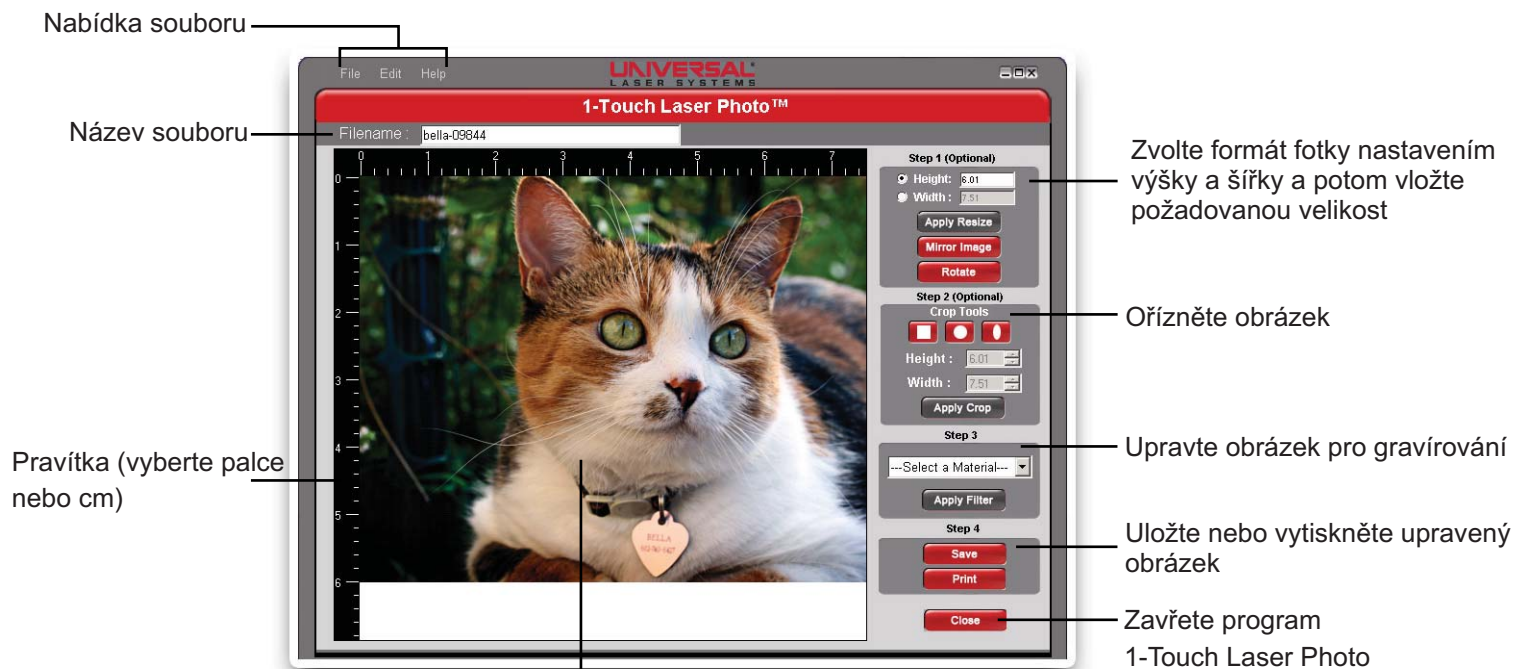 Nabídka souboru
File Edit Help
UNIVERSAL
LASER SYSTEMS
1-Touch Laser Photo™
Název souboru
Filename : bella-09844
0 1 2 3 4 5 6 7
0
1
2
3
4
5
6
Pravítka (vyberte palce
nebo cm)
BELLA
Step 1 (Optional)
Height: 6.01
Width : 7.51
Apply Resize
Mirror Image
Rotate
Zvolte formát fotky nastavením
výšky a šířky a potom vložte
požadovanou velikost
Step 2 (Optional)
Crop Tools
Height : 6.01
Width : 7.51
Apply Crop
Ořízněte obrázek
Step 3
---Select a Material---
Apply Filter
Upravte obrázek pro gravírování
Step 4
Save
Print
Uložte nebo vytiskněte upravený
obrázek
Close
Zavřete program
1-Touch Laser Photo